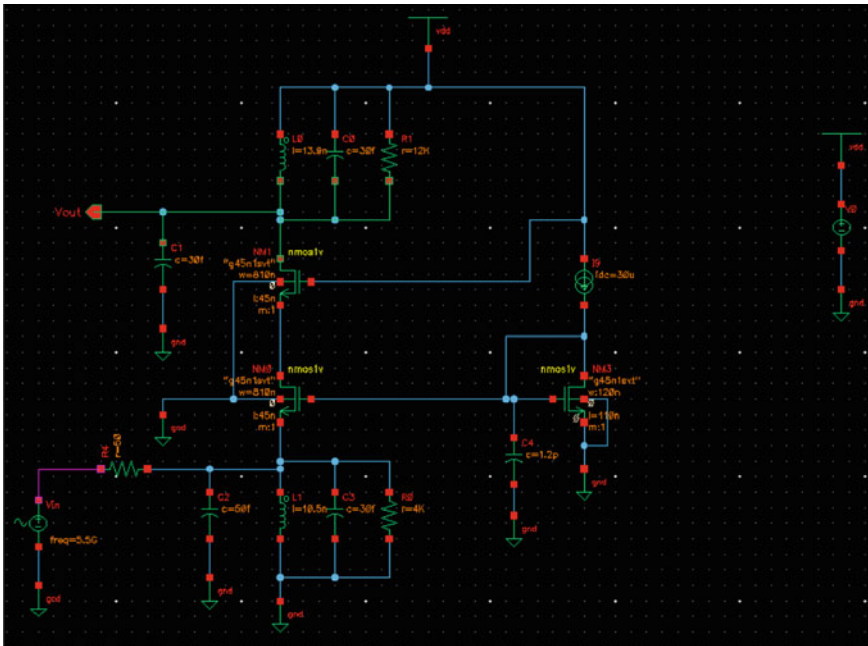 vdd
L0
l=13.0n
C0
c=30f
R1
r=12K
vdd
Vout
V0
C1
c=30f
NM1
nmos1v
"g45n1svt"
w=810n
l:45n
m:1
I9
idc=30u
gnd
gnd
NM0
nmos1v
"g45n1svt"
w=810n
l:45n
m:1
nmos1v
NM3
"g45n1svt"
w:120n
l=110n
m:1
gnd
R4
r=50
C4
c=1.2p
gnd
Vin
freq=5.5G
C2
c=50f
L1
l=10.5n
C3
c=30f
R0
r=4K
gnd
gnd
gnd
gnd